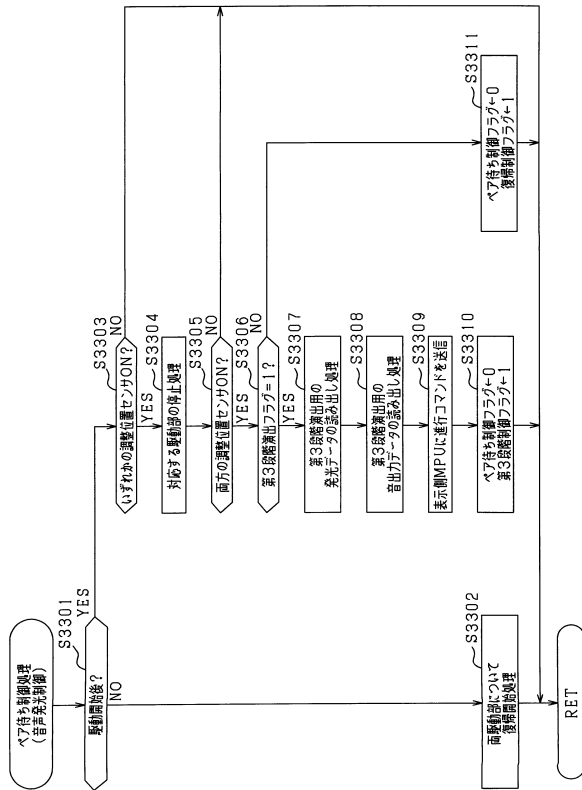 ペア待ち制御処理
(音声発光制御)
S3301
駆動開始後?
YES
NO
S3302
両駆動部について
復帰開始処理
RET
S3303
いずれかの調整位置センサON?
NO
YES
S3304
対応する駆動部の停止処理
S3305
両方の調整位置センサON?
NO
YES
S3306
第3段階演出フラグ=1?
NO
YES
S3307
第3段階演出用の
発光データの読み出し処理
S3308
第3段階演出用の
音出力データの読み出し処理
S3309
表示側MPUに進行コマンドを送信
S3310
ペア待ち制御フラグ←0
第3段階制御フラグ←1
S3311
ペア待ち制御フラグ←0
復帰制御フラグ←1